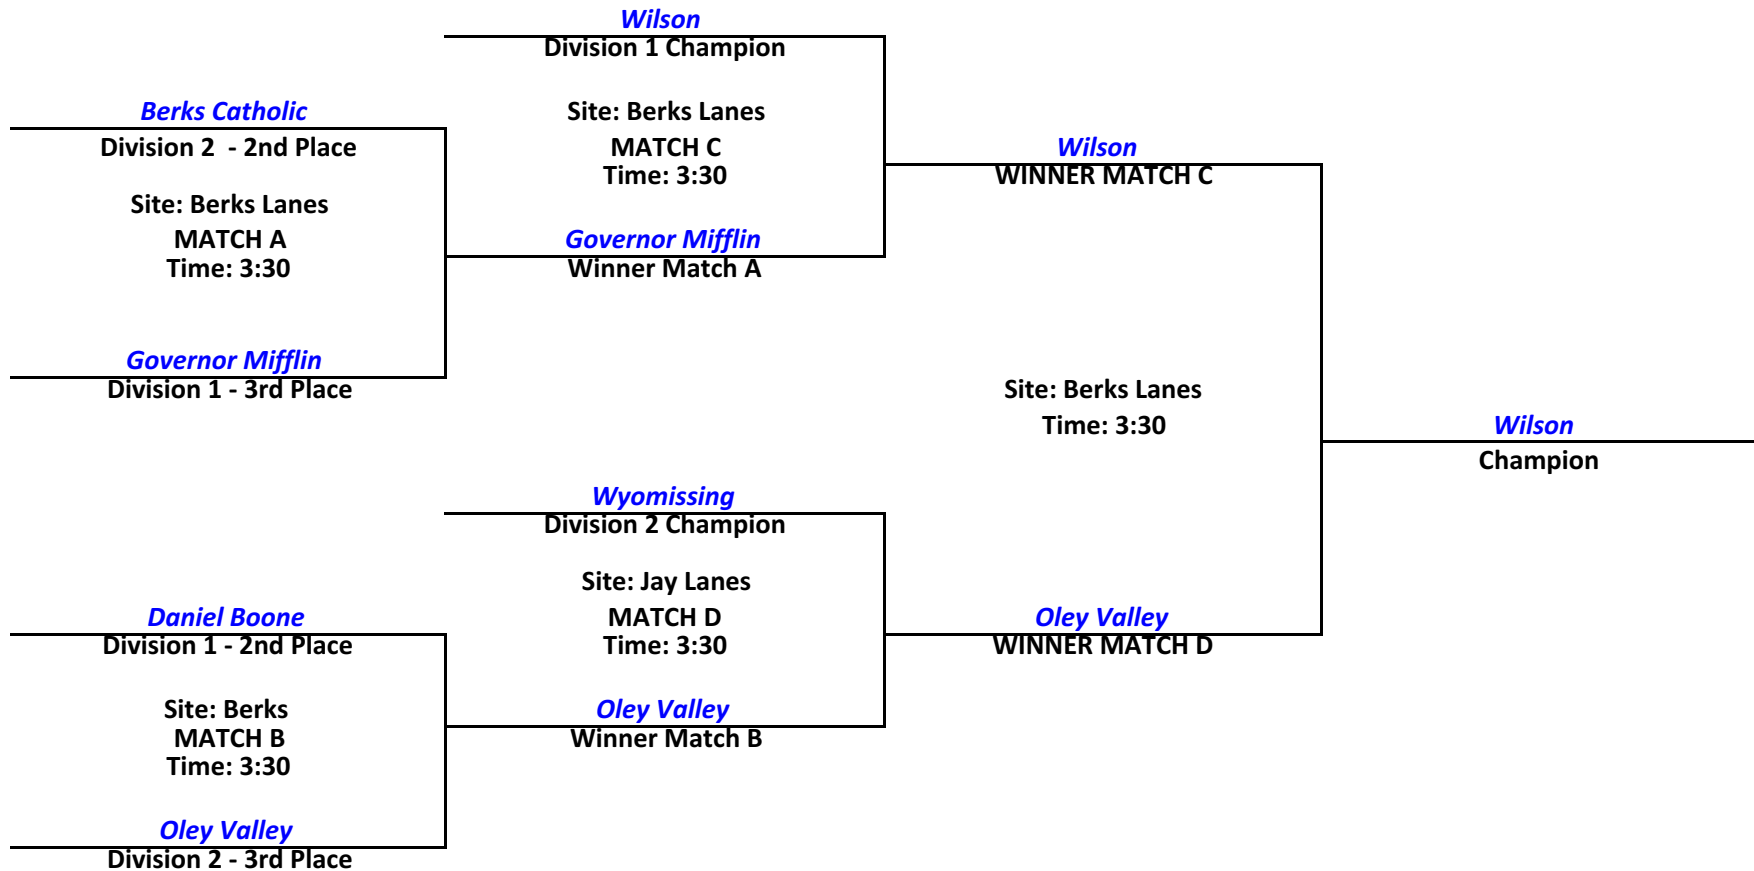 Wilson
Division 1 Champion
Berks Catholic
Division 2  - 2nd Place
Site: Berks Lanes
MATCH A
Time: 3:30
Governor Mifflin
Division 1 - 3rd Place
Site: Berks Lanes
MATCH C
Time: 3:30
Governor Mifflin
Winner Match A
Wilson
WINNER MATCH C
Site: Berks Lanes
Time: 3:30
Wilson
Champion
Wyomissing
Division 2 Champion
Site: Jay Lanes
MATCH D
Time: 3:30
Daniel Boone
Division 1 - 2nd Place
Site: Berks
MATCH B
Time: 3:30
Oley Valley
Division 2 - 3rd Place
Oley Valley
Winner Match B
Oley Valley
WINNER MATCH D